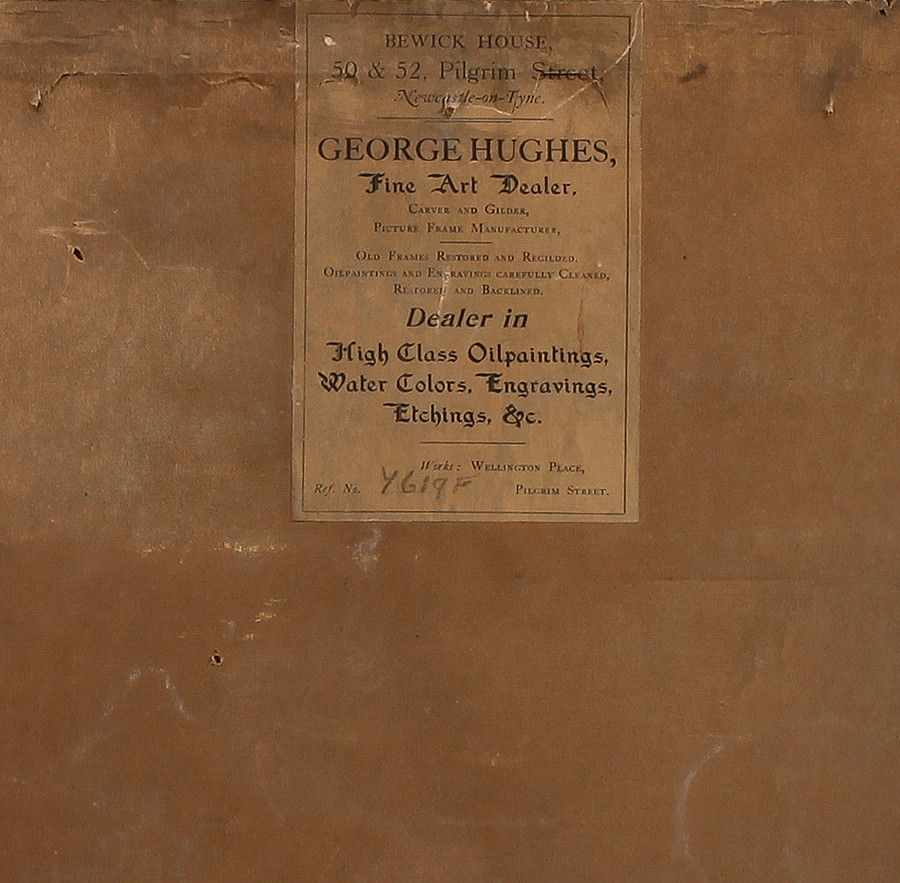 BEWICK HOUSE,
50 & 52, Pilgrim Street,
Newcastle-on-Tyne.
GEORGE HUGHES,
Fine Art Dealer,
CARVER AND GILDER,
PICTURE FRAME MANUFACTURER,
OLD FRAMES RESTORED AND REGILDED.
OILPAINTINGS AND ENGRAVINGS CAREFULLY CLEANED,
RESTORED AND BACKLINED.
Dealer in
High Class Oilpaintings,
Water Colors, Engravings,
Etchings, &c.
Works: WELLINGTON PLACE,
Ref. No. PILGRIM STREET.